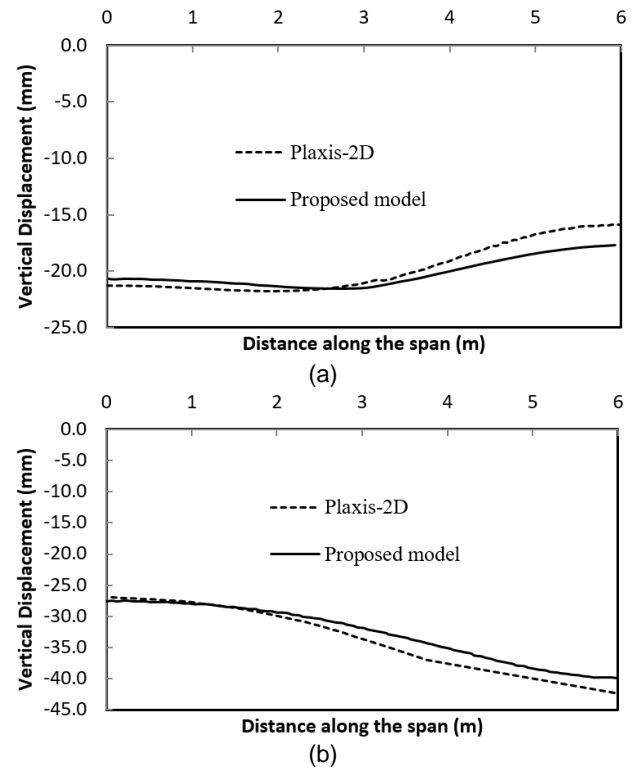 0 1 2 3 4 5 6
0.0
-5.0
-10.0
-15.0
-20.0
-25.0
Vertical Displacement (mm)
Plaxis-2D
Proposed model
Distance along the span (m)
(a)
0 1 2 3 4 5 6
0.0
-5.0
-10.0
-15.0
-20.0
-25.0
-30.0
-35.0
-40.0
-45.0
Vertical Displacement (mm)
Plaxis-2D
Proposed model
Distance along the span (m)
(b)